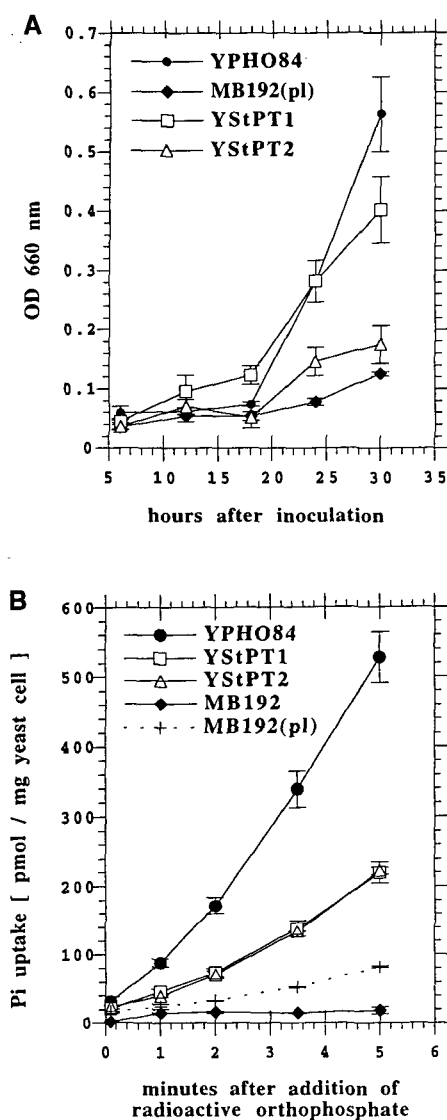 A
0.7
0.6
0.5
0.4
0.3
0.2
0.1
0
YPHO84
MB192(pl)
YStPT1
YStPT2
OD 660 nm
5 10 15 20 25 30 35
hours after inoculation
B
600
500
400
300
200
100
0
YPHO84
YStPT1
YStPT2
MB192
MB192(pl)
Pi uptake [ pmol / mg yeast cell ]
0 1 2 3 4 5 6
minutes after addition of
radioactive orthophosphate